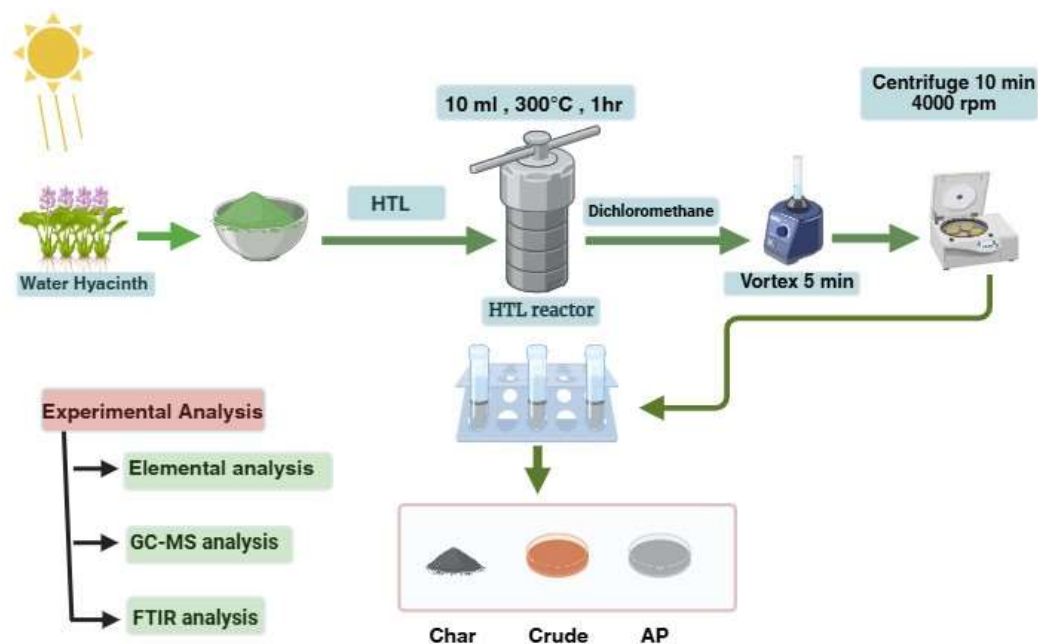 Centrifuge 10 min
4000 rpm
10 ml , 300°C , 1hr
HTL
Dichloromethane
Water Hyacinth
Vortex 5 min
HTL reactor
Experimental Analysis
Elemental analysis
GC-MS analysis
FTIR analysis
Char
Crude
AP